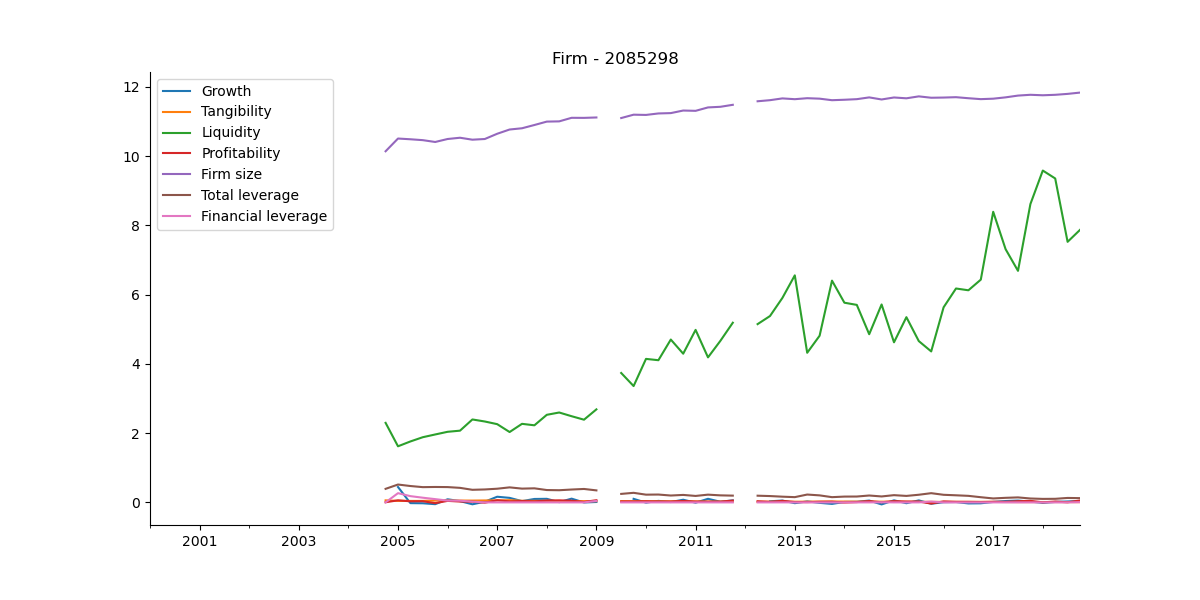 Firm - 2085298
12
10
8
6
4
2
0
Growth
Tangibility
Liquidity
Profitability
Firm size
Total leverage
Financial leverage
2001 2003 2005 2007 2009 2011 2013 2015 2017